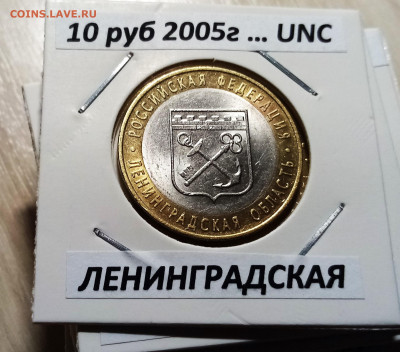 COINS.LAVE.RU
10 руб 2005г ... UNC
РОССИЙСКАЯ ФЕДЕРАЦИЯ
ЛЕНИНГРАДСКАЯ ОБЛАСТЬ
ЛЕНИНГРАДСКАЯ